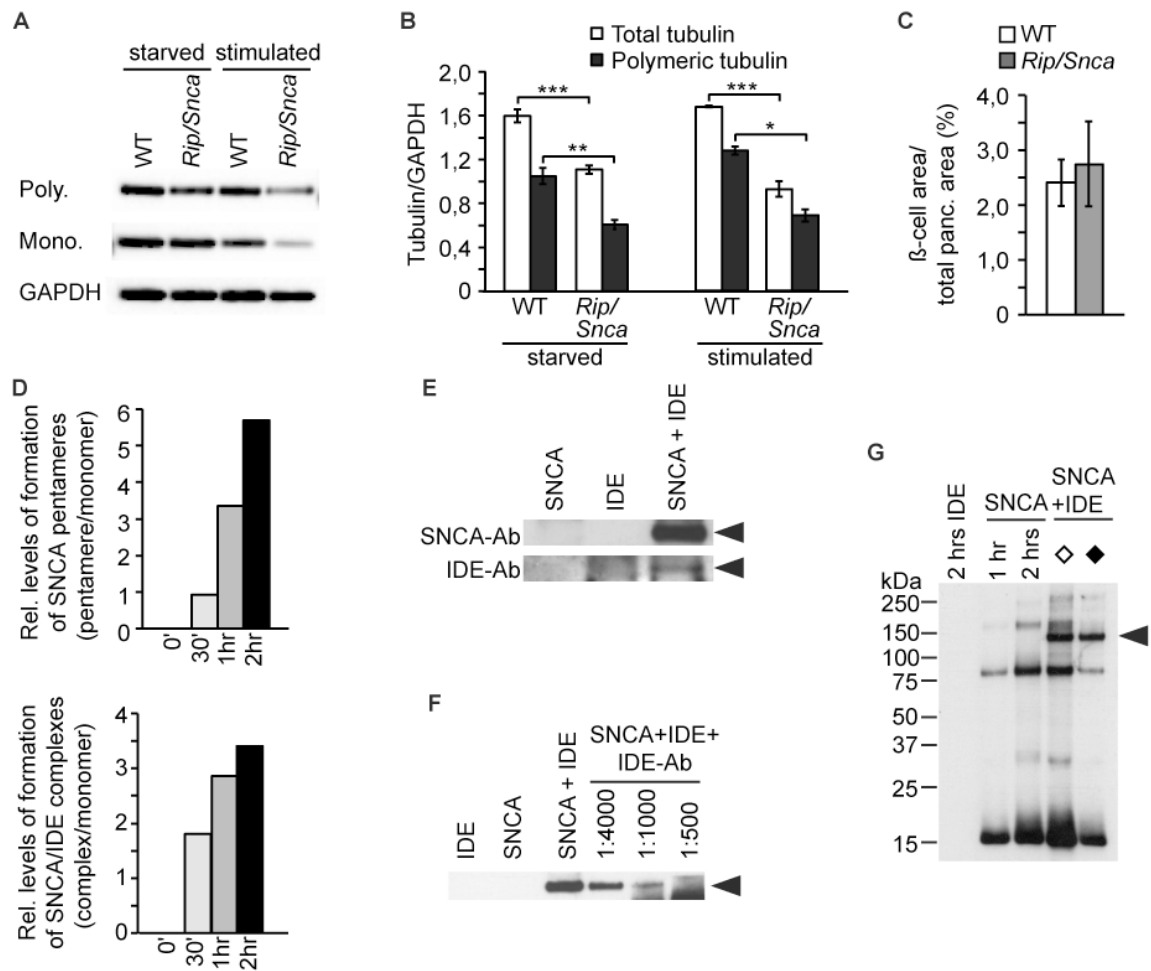 A
starved stimulated
WT
Rip/Snca
WT
Rip/Snca
Poly.
Mono.
GAPDH
B
Total tubulin
Polymeric tubulin
Tubulin/GAPDH
2,0
1,6
1,2
0,8
0,4
0
***
**
***
*
WT
Rip/
Snca
WT
Rip/
Snca
starved
stimulated
C
WT
Rip/Snca
ß-cell area/
total panc. area (%)
4,0
3,0
2,0
1,0
0
D
Rel. levels of formation
of SNCA pentameres
(pentamere/monomer)
6
5
4
3
2
1
0
0'
30'
1hr
2hr
Rel. levels of formation
of SNCA/IDE complexes
(complex/monomer)
4
3
2
1
0
0'
30'
1hr
2hr
E
SNCA
IDE
SNCA + IDE
SNCA-Ab
IDE-Ab
F
IDE
SNCA
SNCA + IDE
SNCA+IDE+
IDE-Ab
1:4000
1:1000
1:500
G
2 hrs IDE
SNCA
1 hr
2 hrs
SNCA
+IDE
kDa
250
150
100
75
50
37
25
15